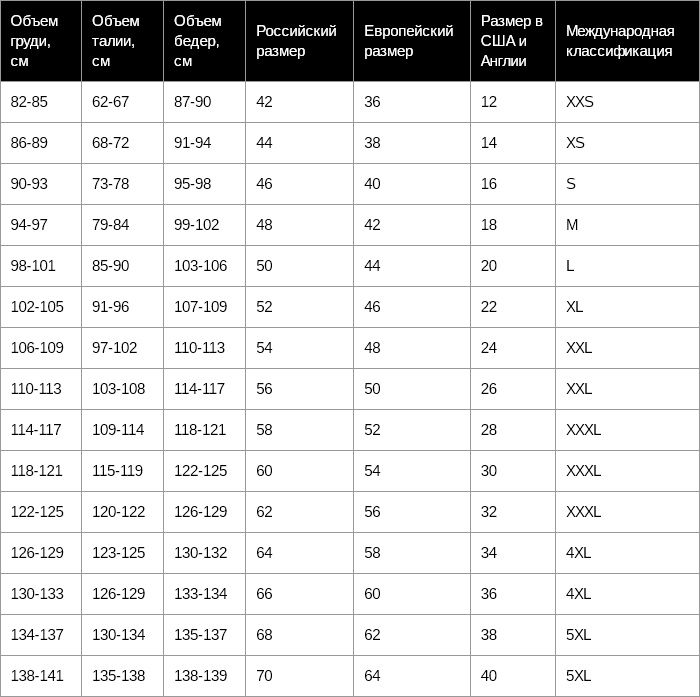 Объем груди, см | Объем талии, см | Объем бедер, см | Российский размер | Европейский размер | Размер в США и Англии | Международная классификация
82-85 | 62-67 | 87-90 | 42 | 36 | 12 | XXS
86-89 | 68-72 | 91-94 | 44 | 38 | 14 | XS
90-93 | 73-78 | 95-98 | 46 | 40 | 16 | S
94-97 | 79-84 | 99-102 | 48 | 42 | 18 | M
98-101 | 85-90 | 103-106 | 50 | 44 | 20 | L
102-105 | 91-96 | 107-109 | 52 | 46 | 22 | XL
106-109 | 97-102 | 110-113 | 54 | 48 | 24 | XXL
110-113 | 103-108 | 114-117 | 56 | 50 | 26 | XXL
114-117 | 109-114 | 118-121 | 58 | 52 | 28 | XXXL
118-121 | 115-119 | 122-125 | 60 | 54 | 30 | XXXL
122-125 | 120-122 | 126-129 | 62 | 56 | 32 | XXXL
126-129 | 123-125 | 130-132 | 64 | 58 | 34 | 4XL
130-133 | 126-129 | 133-134 | 66 | 60 | 36 | 4XL
134-137 | 130-134 | 135-137 | 68 | 62 | 38 | 5XL
138-141 | 135-138 | 138-139 | 70 | 64 | 40 | 5XL